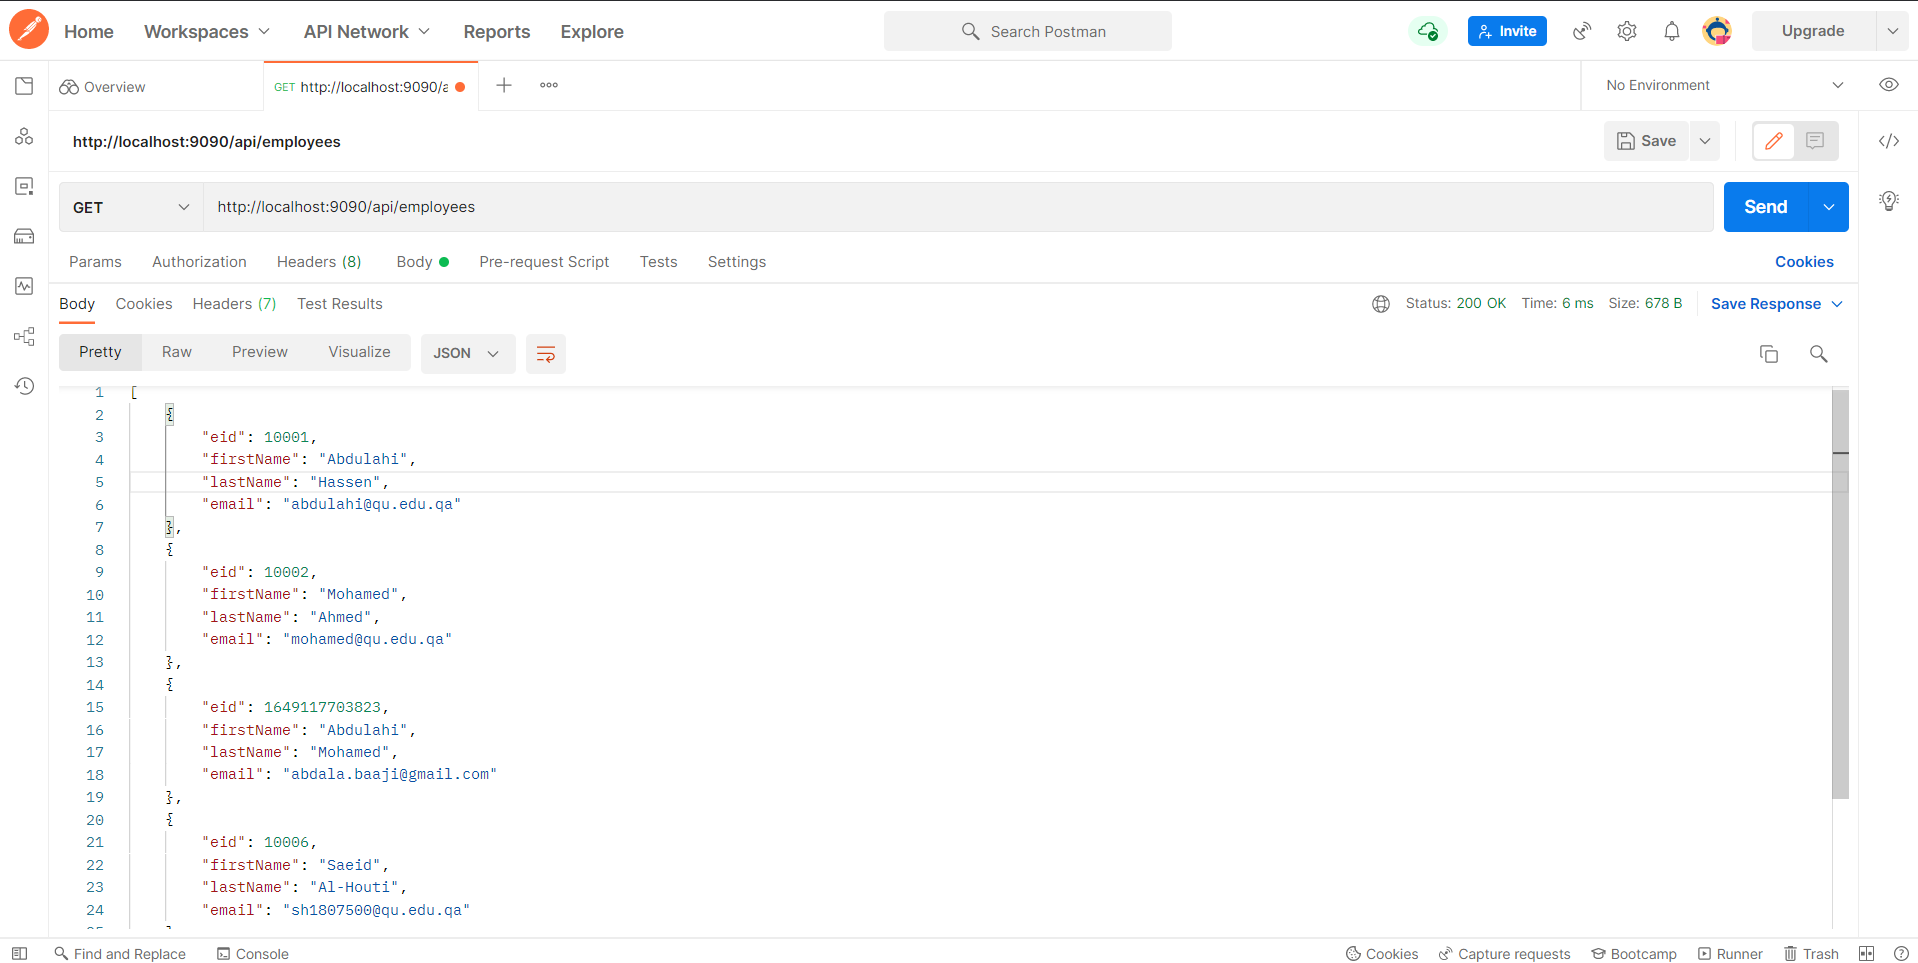 Home Workspaces API Network Reports Explore Search Postman Invite Upgrade
Overview GET http://localhost:9090/a No Environment
http://localhost:9090/api/employees Save
GET http://localhost:9090/api/employees Send
Params Authorization Headers (8) Body Pre-request Script Tests Settings Cookies
Body Cookies Headers (7) Test Results Status: 200 OK Time: 6 ms Size: 678 B Save Response
Pretty Raw Preview Visualize JSON
1 [
2 {
3 "eid": 10001,
4 "firstName": "Abdulahi",
5 "lastName": "Hassen",
6 "email": "abdulahi@qu.edu.qa"
7 },
8 {
9 "eid": 10002,
10 "firstName": "Mohamed",
11 "lastName": "Ahmed",
12 "email": "mohamed@qu.edu.qa"
13 },
14 {
15 "eid": 1649117703823,
16 "firstName": "Abdulahi",
17 "lastName": "Mohamed",
18 "email": "abdala.baaji@gmail.com"
19 },
20 {
21 "eid": 10006,
22 "firstName": "Saeid",
23 "lastName": "Al-Houti",
24 "email": "sh1807500@qu.edu.qa"
Find and Replace Console Cookies Capture requests Bootcamp Runner Trash